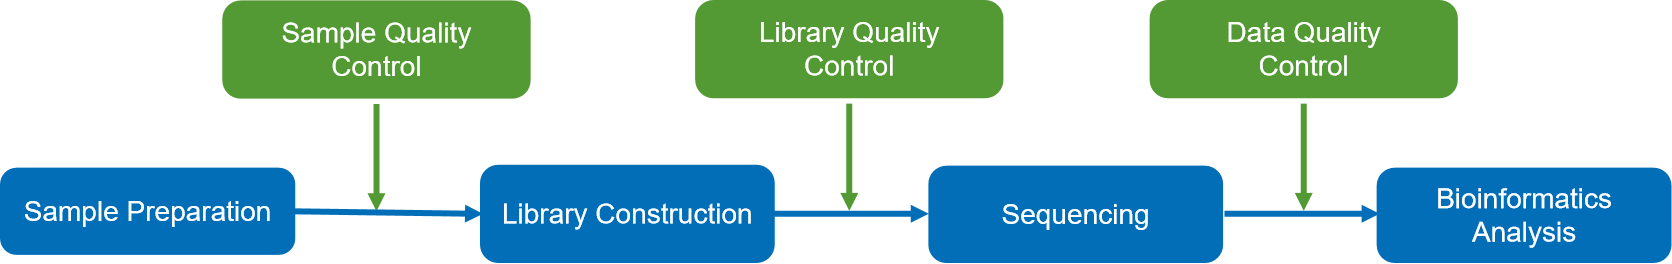 Sample Quality
Control
Library Quality
Control
Data Quality
Control
Sample Preparation
Library Construction
Sequencing
Bioinformatics
Analysis